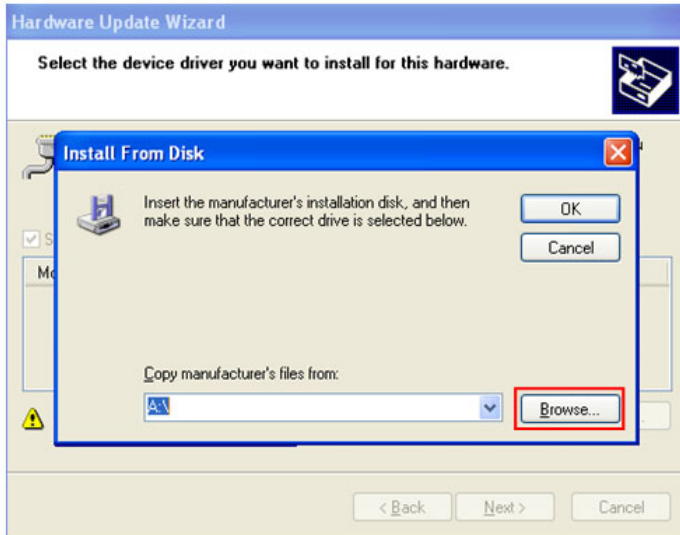 Hardware Update Wizard
Select the device driver you want to install for this hardware.
Install From Disk
Insert the manufacturer's installation disk, and then
make sure that the correct drive is selected below.
OK
Cancel
Copy manufacturer's files from:
A:\
Browse...
< Back
Next >
Cancel